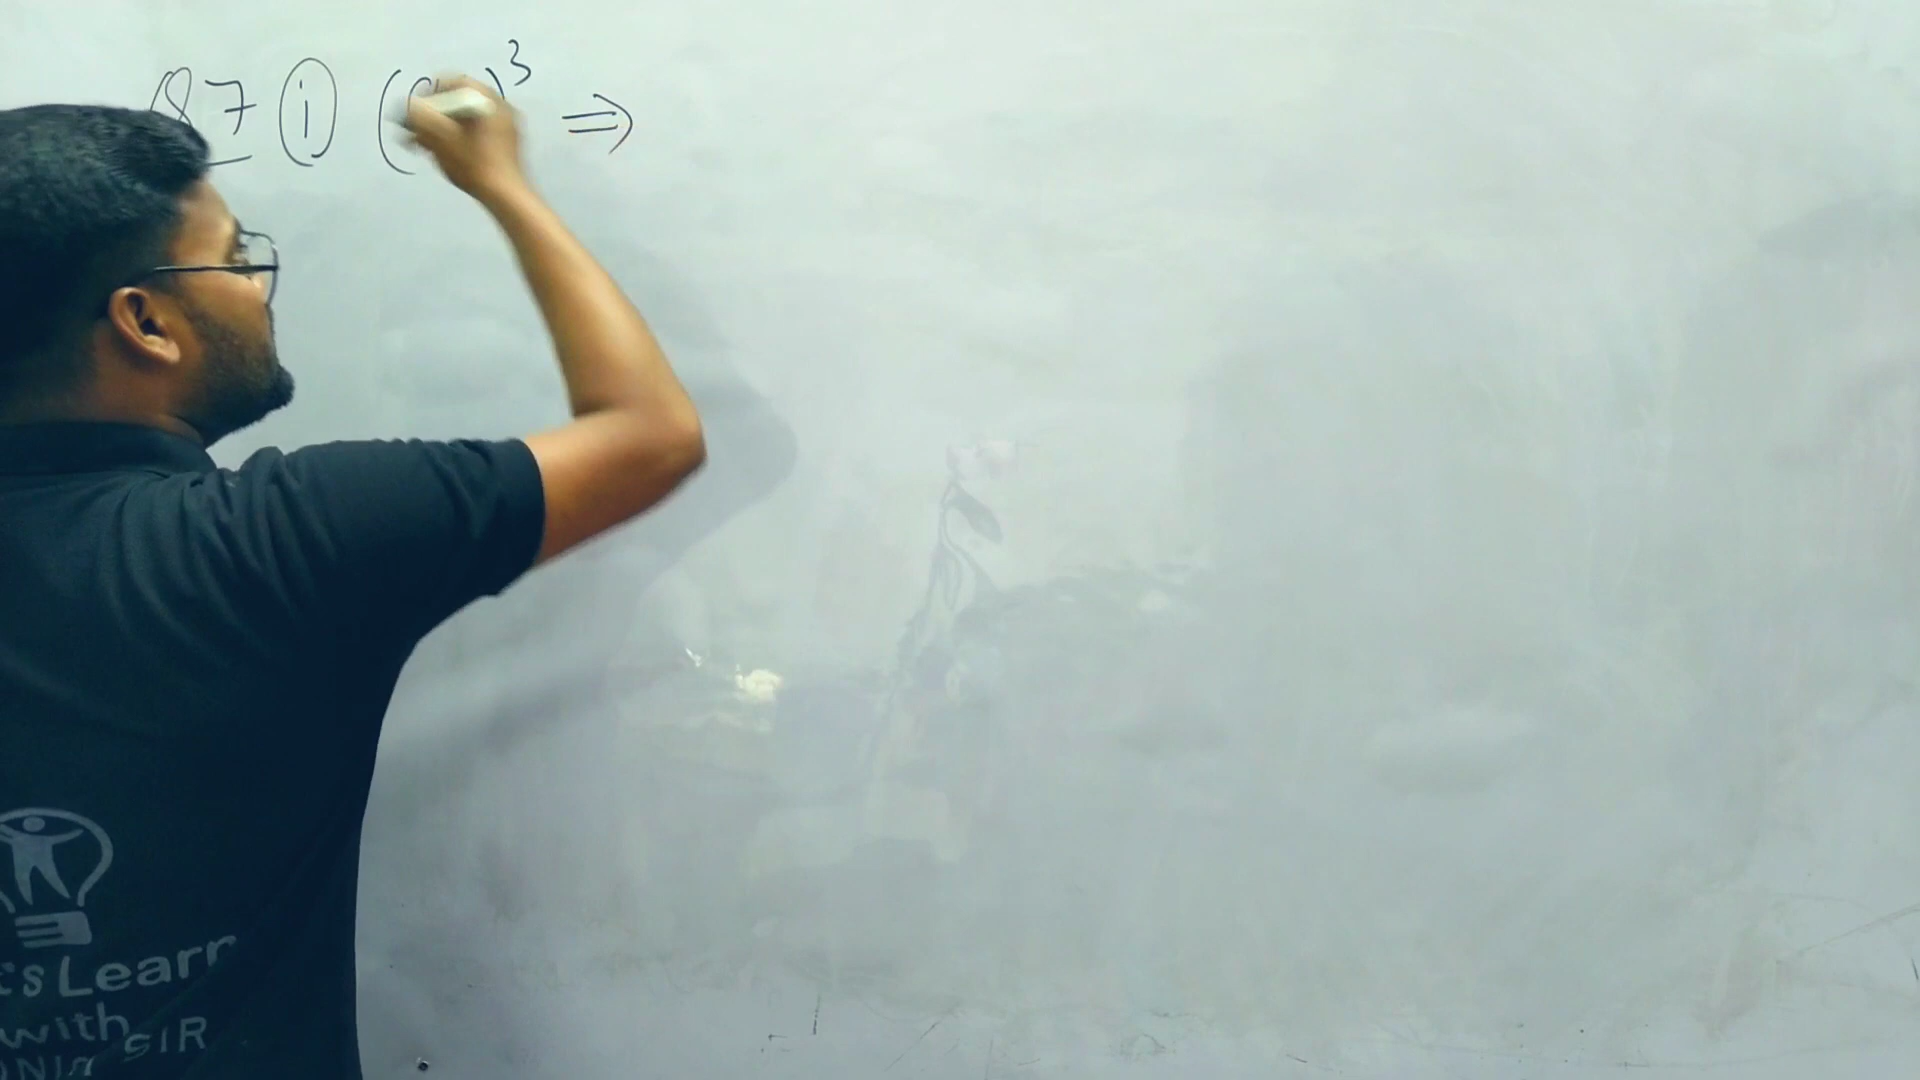 87 (i) ( )³ ⇒
t's Learn
with
SIR